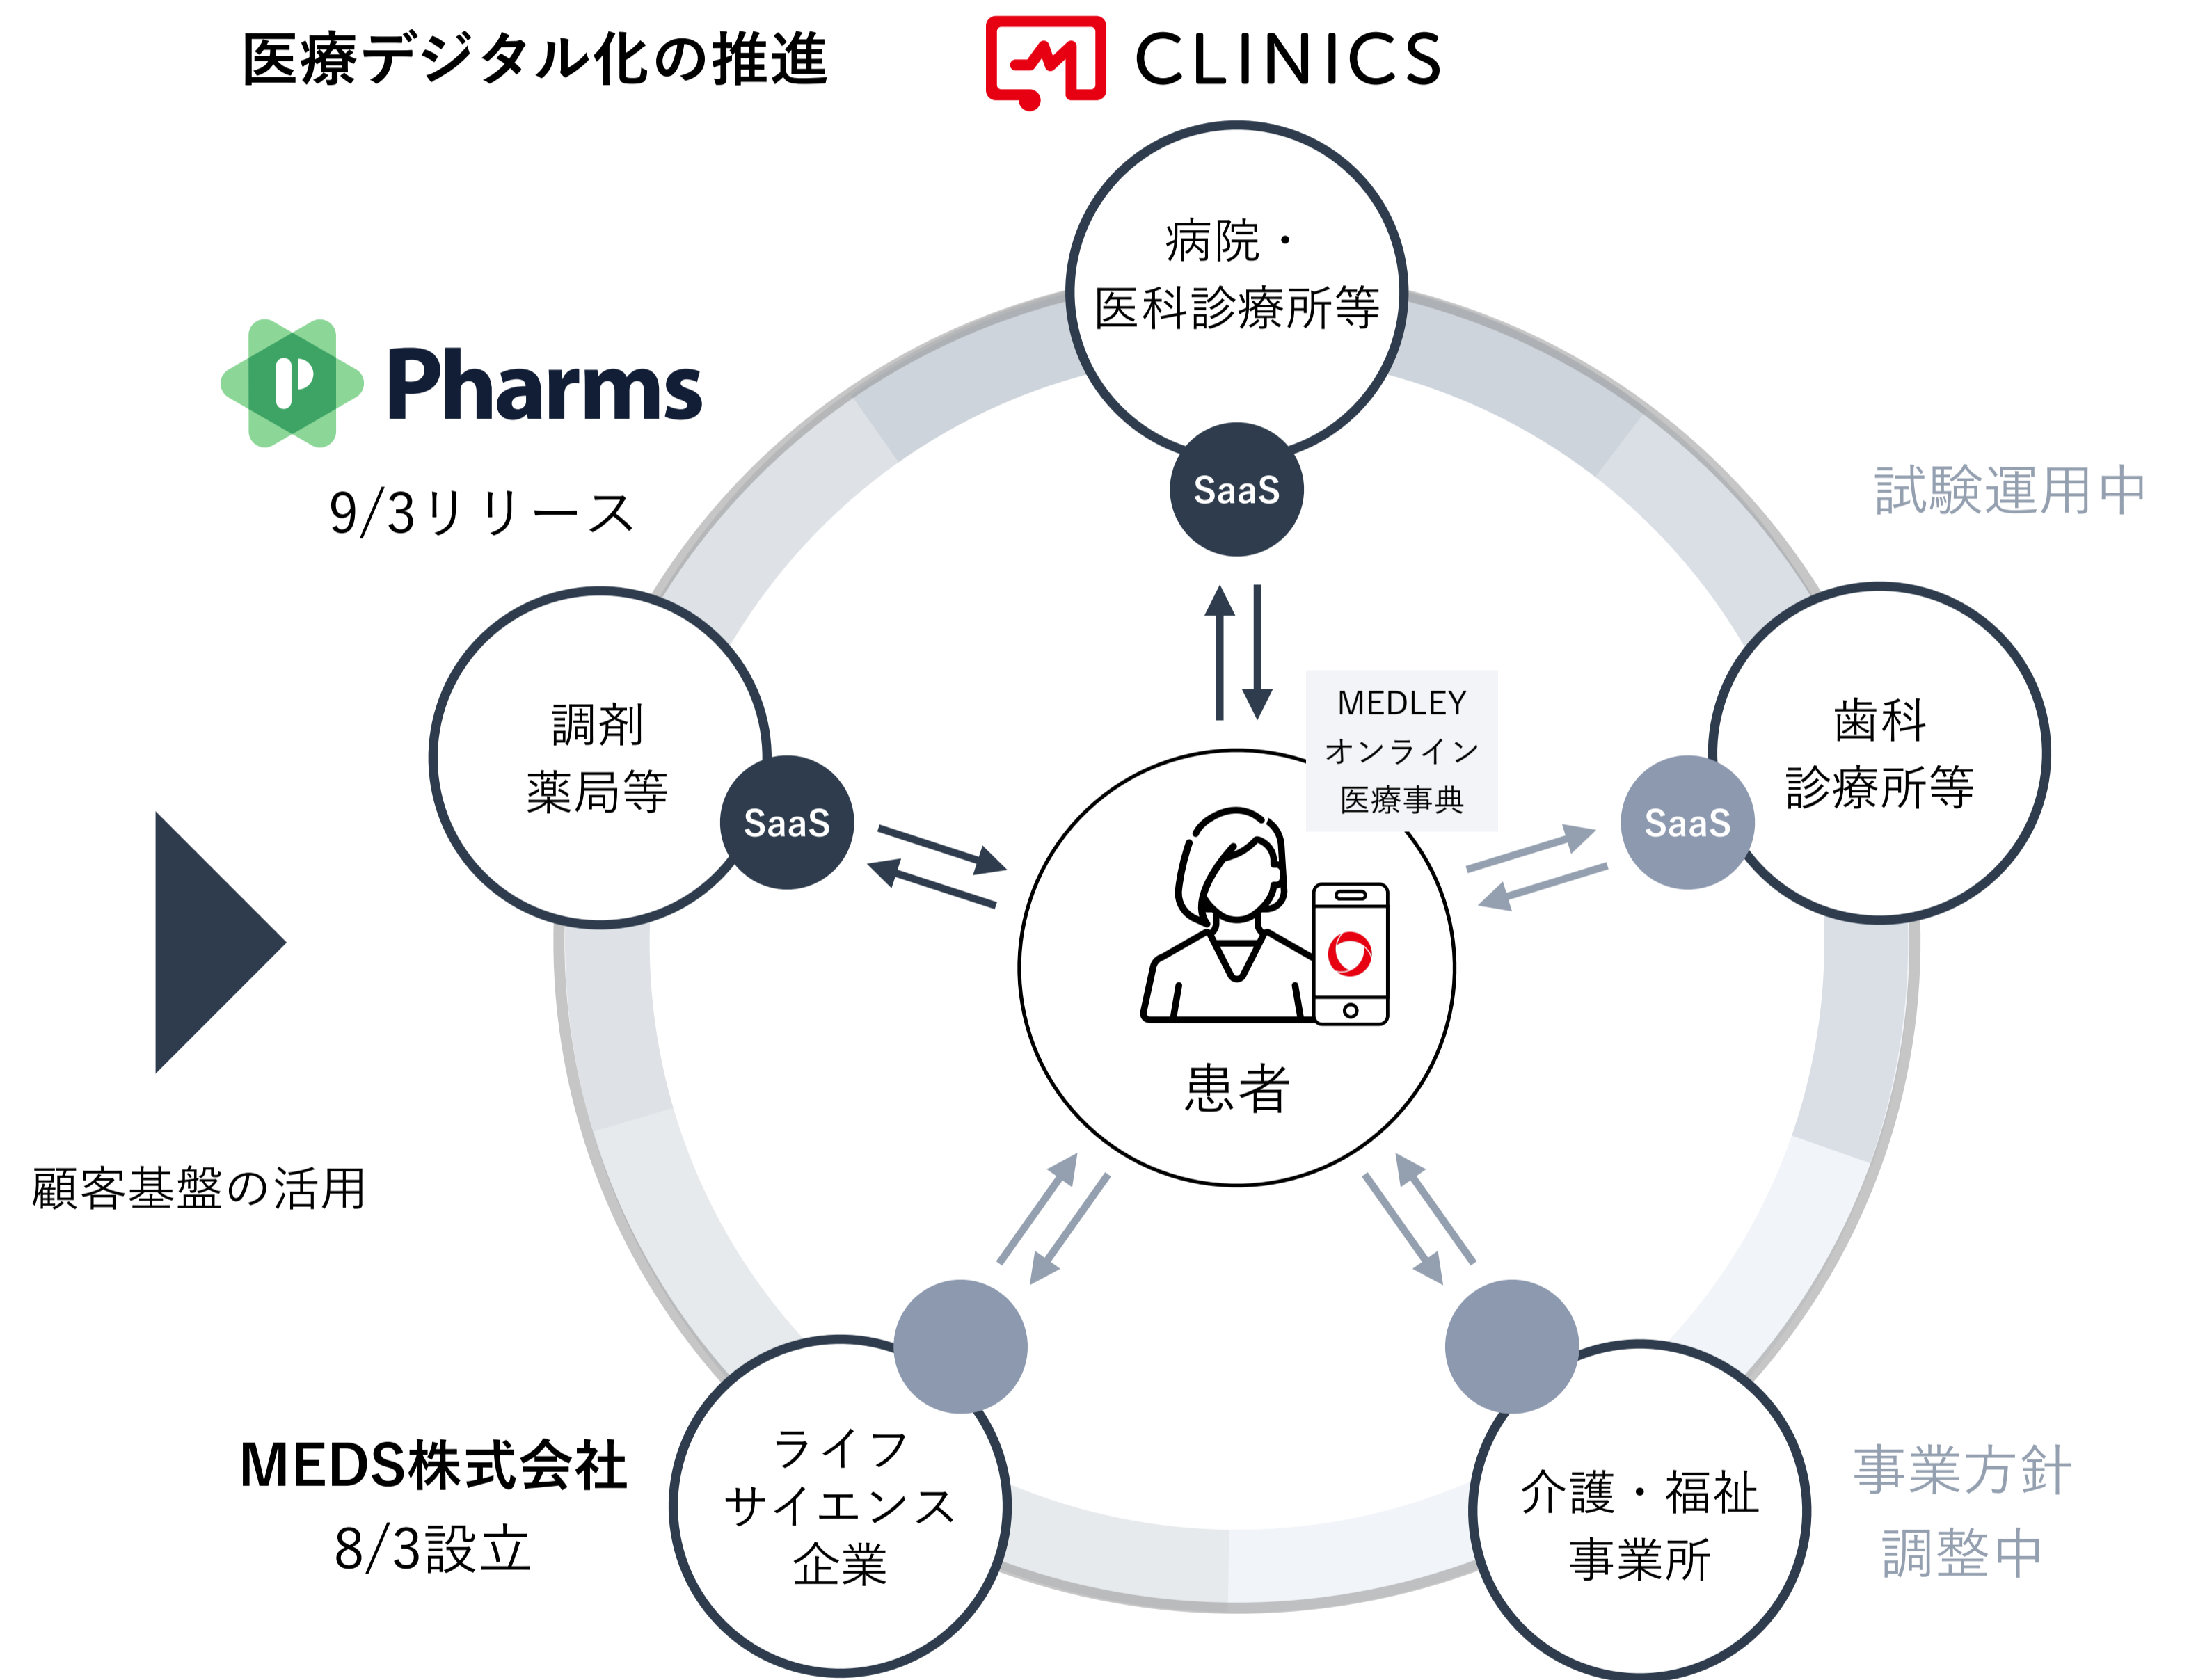 医療デジタル化の推進
CLINICS
病院・
医科診療所等
SaaS
Pharms
9/3リリース
調剤
薬局等
SaaS
試験運用中
歯科
診療所等
SaaS
MEDLEY
オンライン
医療事典
患者
顧客基盤の活用
MEDS株式会社
8/3設立
ライフ
サイエンス
企業
介護・福祉
事業所
事業方針
調整中